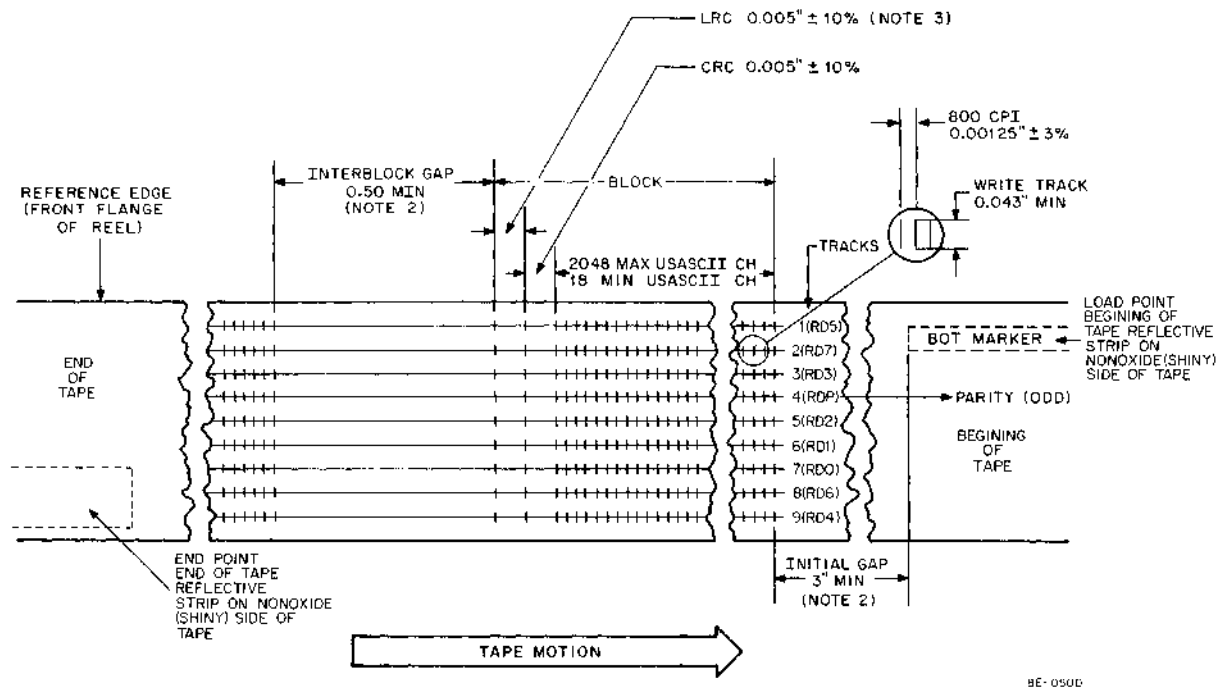 LRC 0.005" ± 10% (NOTE 3)
CRC 0.005" ± 10%
800 CPI
0.00125" ± 3%
WRITE TRACK
0.043" MIN
INTERBLOCK GAP
0.50 MIN
(NOTE 2)
BLOCK
REFERENCE EDGE
(FRONT FLANGE
OF REEL)
TRACKS
2048 MAX USASCII CH
18 MIN USASCII CH
LOAD POINT
BEGINING OF
TAPE REFLECTIVE
STRIP ON
NONOXIDE(SHINY)
SIDE OF TAPE
BOT MARKER
END
OF
TAPE
1(RD5)
2(RD7)
3(RD3)
4(RDP)
5(RD2)
6(RD1)
7(RD0)
8(RD6)
9(RD4)
PARITY (ODD)
BEGINING
OF
TAPE
END POINT
END OF TAPE
REFLECTIVE
STRIP ON NONOXIDE
(SHINY) SIDE OF
TAPE
INITIAL GAP
3" MIN
(NOTE 2)
TAPE MOTION
BE-050D